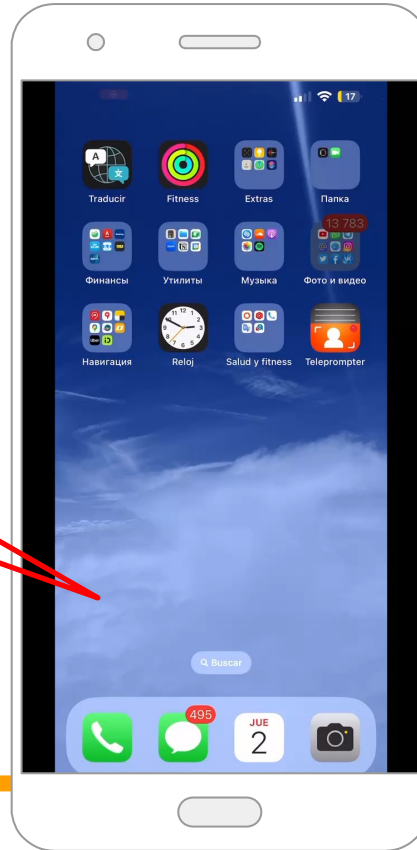 17
Traducir
Fitness
Extras
Папка
13 783
Финансы
Утилиты
Музыка
Фото и видео
Навигация
Reloj
Salud y fitness
Teleprompter
Buscar
495
JUE
2